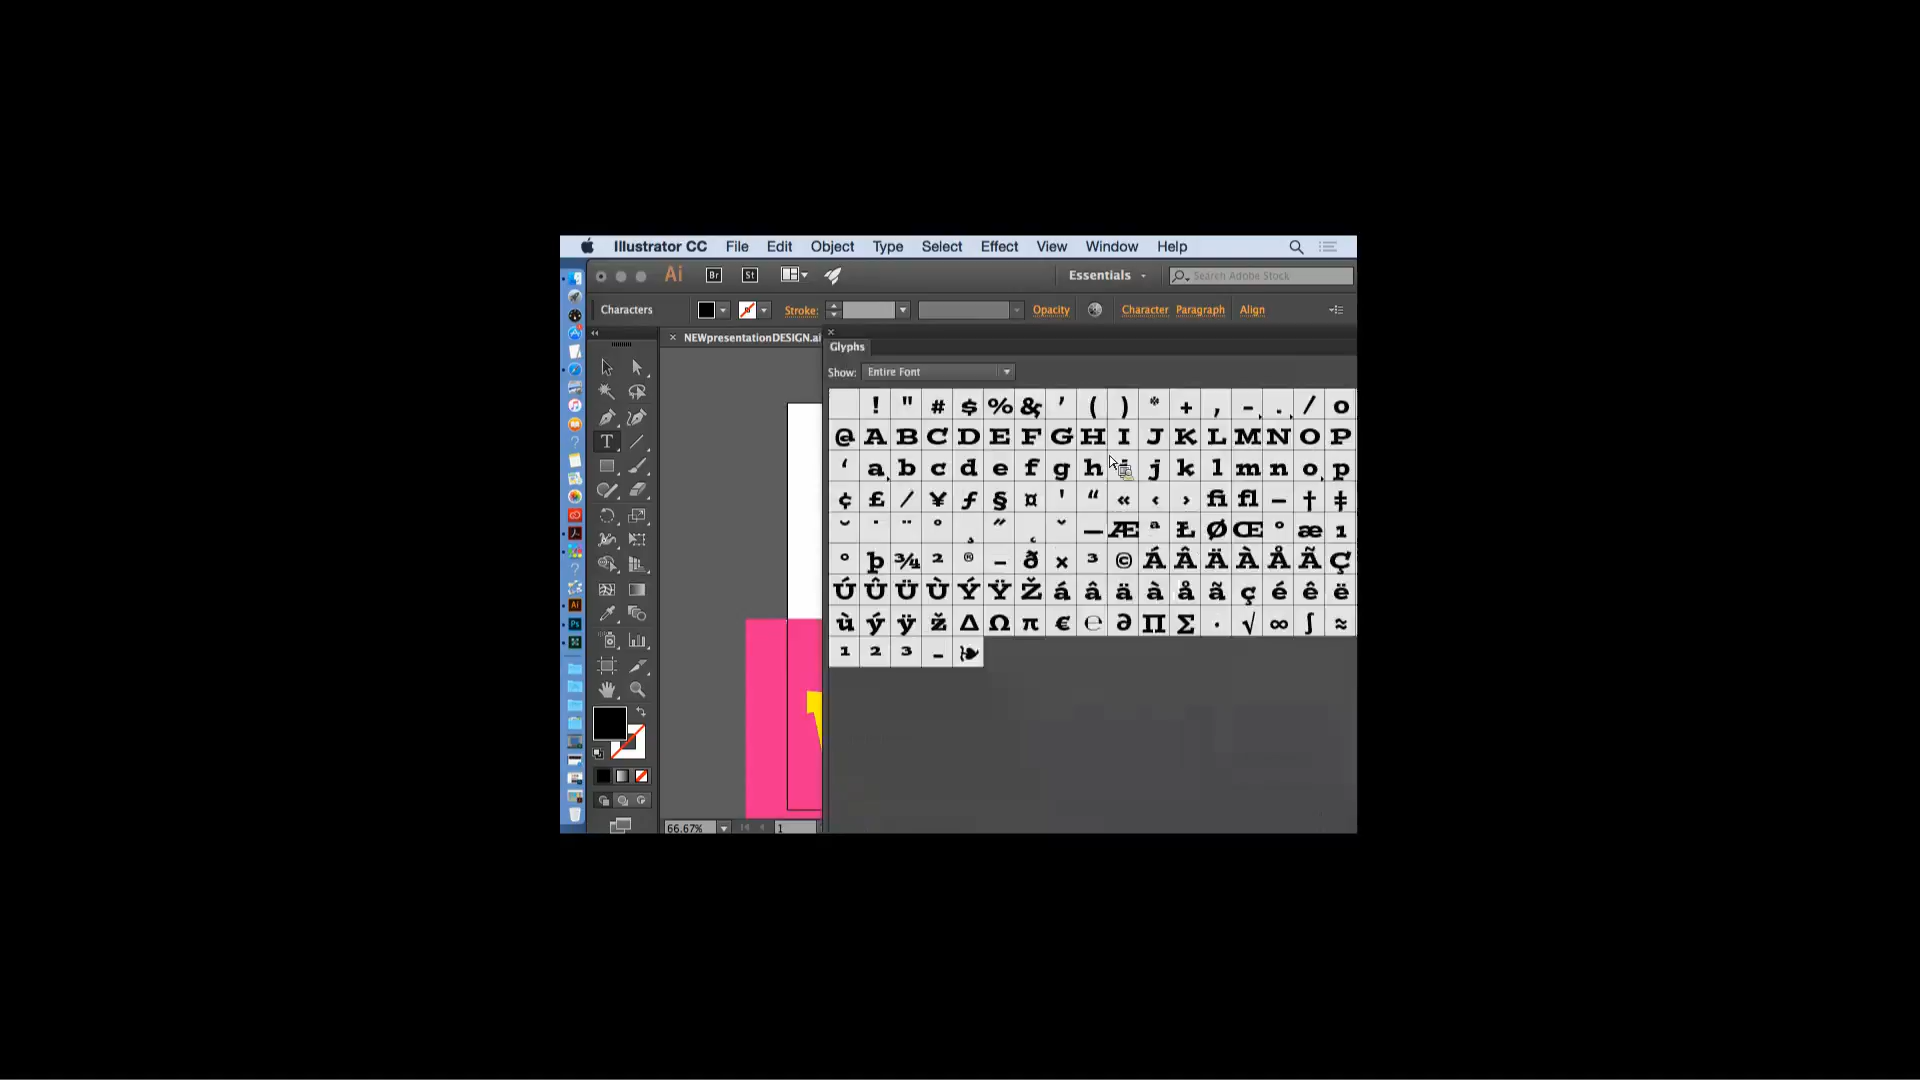 Illustrator CC File Edit Object Type Select Effect View Window Help
Ai Br St Essentials Search Adobe Stock
Characters Stroke: Opacity Character Paragraph Align
× NEWpresentationDESIGN.ai
Glyphs
Show: Entire Font
! " # $ % & ’ ( ) * + , - . / 0
@ A B C D E F G H I J K L M N O P
‘ a b c d e f g h i j k l m n o p
¢ £ ⁄ ¥ ƒ § ¤ ' “ « ‹ › fi fl – † ‡
˘ ˙ ¨ ˚ ¸ ˝ ˛ ˇ — Æ ª Ł Ø Œ º æ ı
° þ ¾ ² ® − ð × ³ © Á Â Ä À Å Ã Ç
Ú Û Ü Ù Ý Ÿ Ž á â ä à å ã ç é ê ë
ù ý ÿ ž Δ Ω π € ℮ ∂ Π Σ · √ ∞ ∫ ≈
¹ ² ³ - ❧
66.67% 1